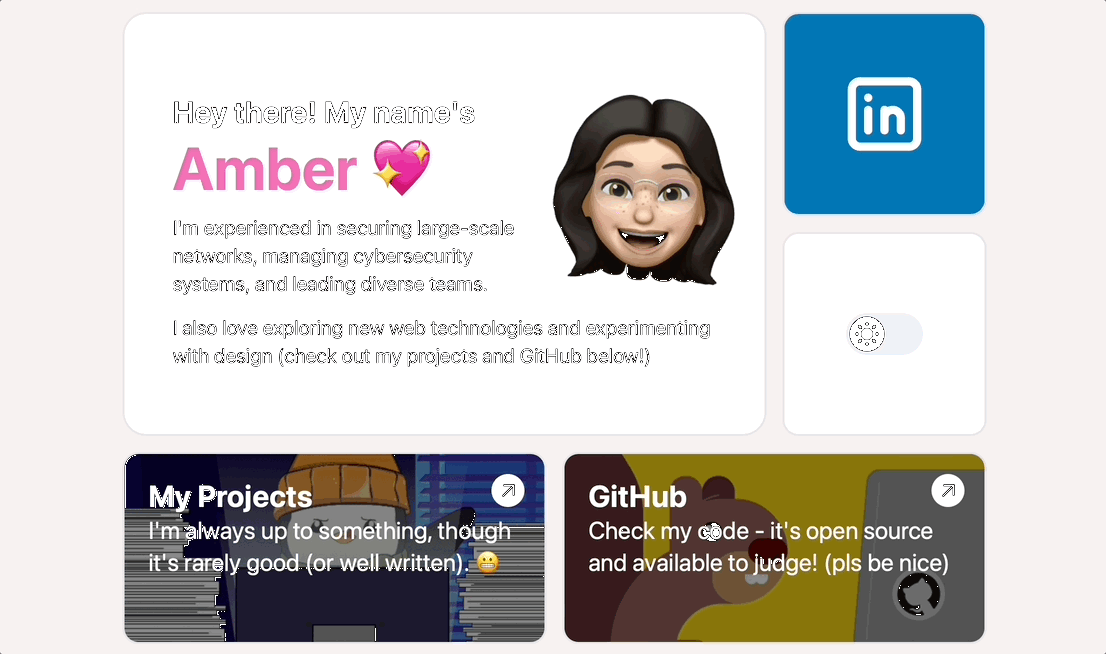 Hey there! My name's
Amber 💖
I'm experienced in securing large-scale
networks, managing cybersecurity
systems, and leading diverse teams.
I also love exploring new web technologies and experimenting
with design (check out my projects and GitHub below!)
in
My Projects
I'm always up to something, though
it's rarely good (or well written). 😬
GitHub
Check my code - it's open source
and available to judge! (pls be nice)